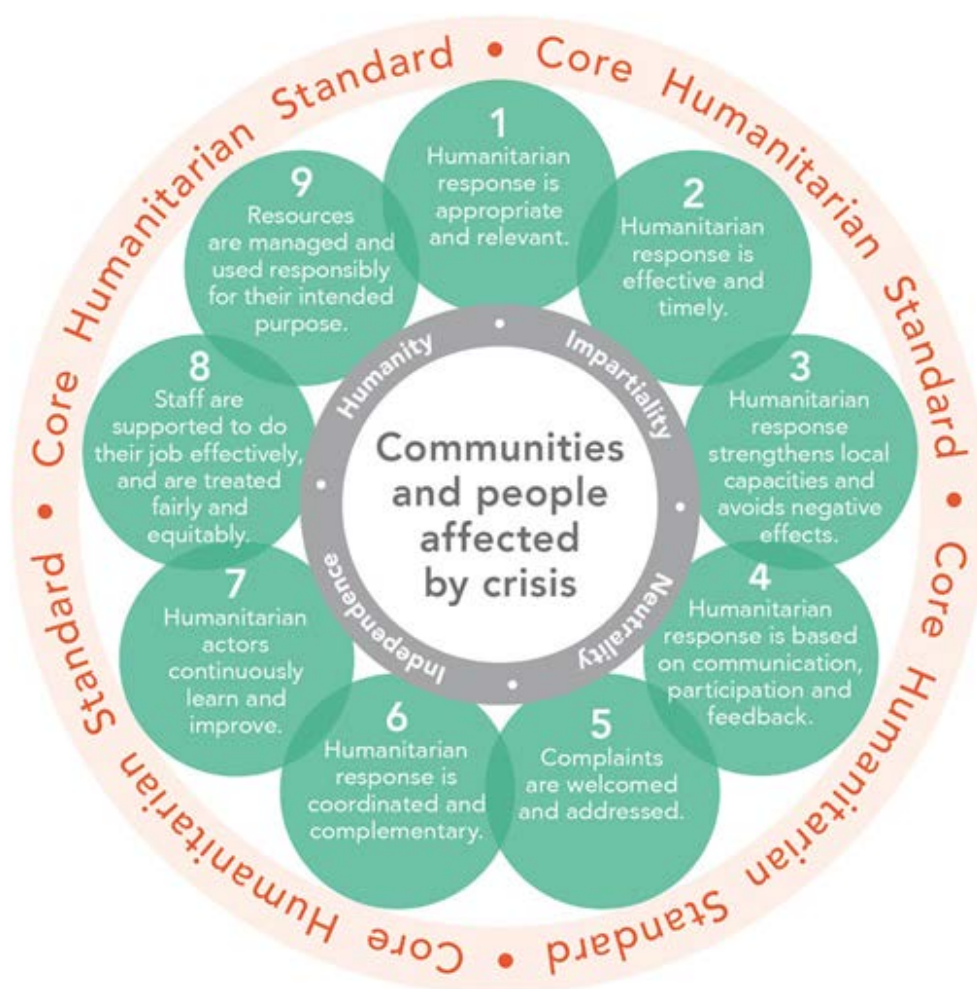 Core Humanitarian Standard • Core Humanitarian Standard • Core Humanitarian Standard • Core Humanitarian Standard •
1
Humanitarian
response is
appropriate
and relevant.
2
Humanitarian
response is
effective and
timely.
3
Humanitarian
response
strengthens local
capacities and
avoids negative
effects.
4
Humanitarian
response is based
on communication,
participation and
feedback.
5
Complaints
are welcomed
and addressed.
6
Humanitarian
response is
coordinated and
complementary.
7
Humanitarian
actors
continuously
learn and
improve.
8
Staff are
supported to do
their job effectively,
and are treated
fairly and
equitably.
9
Resources
are managed and
used responsibly
for their intended
purpose.
Humanity • Impartiality • Neutrality • Independence •
Communities
and people
affected
by crisis